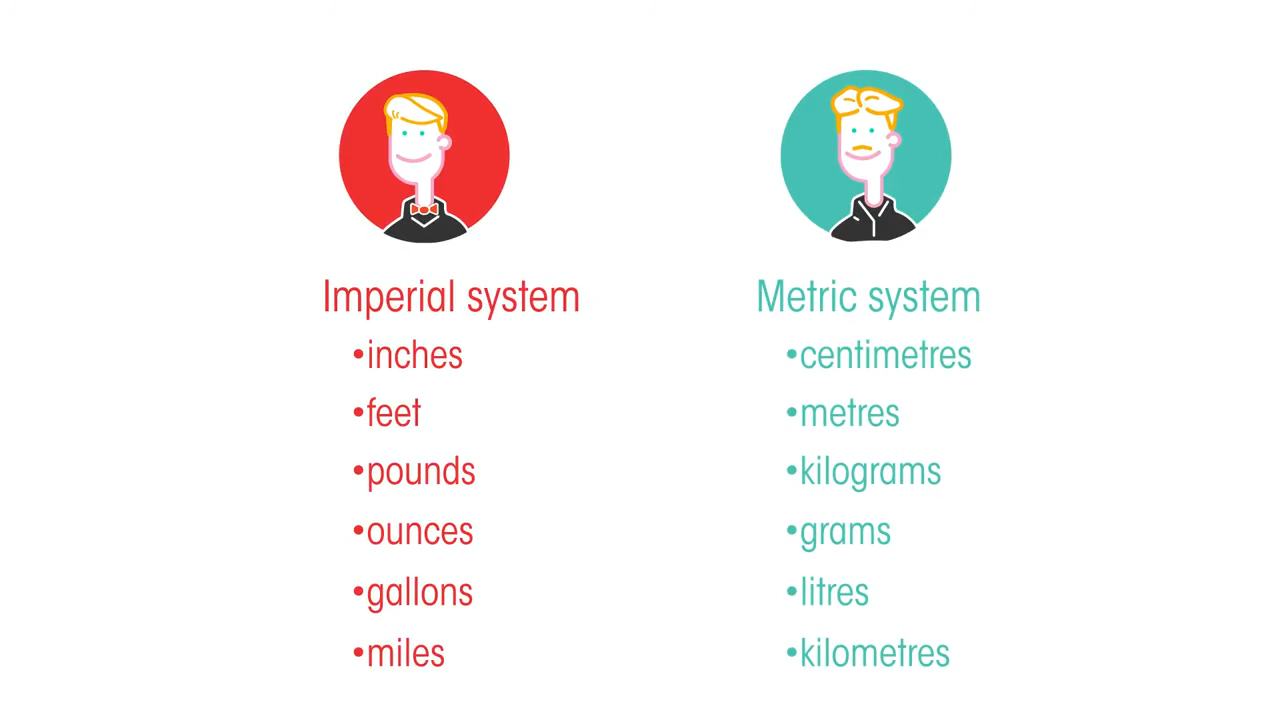 Imperial system
•inches
•feet
•pounds
•ounces
•gallons
•miles
Metric system
•centimetres
•metres
•kilograms
•grams
•litres
•kilometres